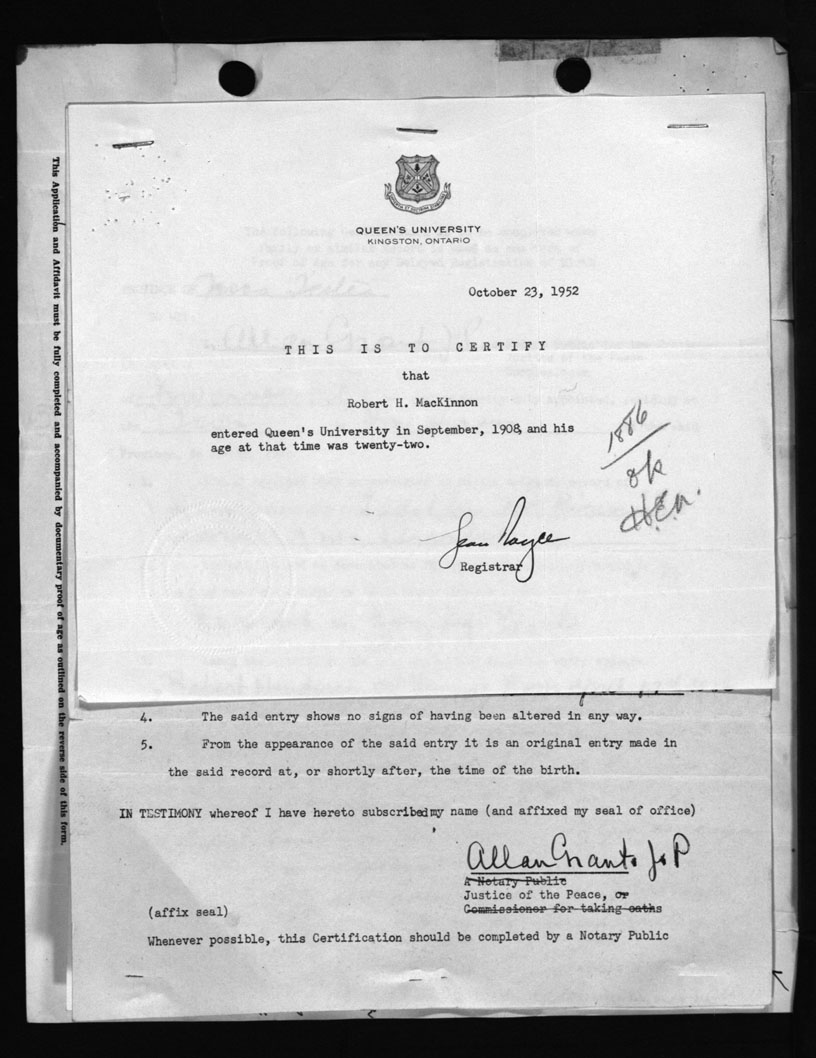 QUEEN'S UNIVERSITY
KINGSTON, ONTARIO
October 23, 1952
THIS IS TO CERTIFY
that
Robert H. MacKinnon
entered Queen's University in September, 1908, and his
age at that time was twenty-two.
1886
ok
Jean Royce
Registrar
4. The said entry shows no signs of having been altered in any way.
5. From the appearance of the said entry it is an original entry made in
the said record at, or shortly after, the time of the birth.
IN TESTIMONY whereof I have hereto subscribed my name (and affixed my seal of office)
Allan Grant J P
A Notary Public
Justice of the Peace, or
(affix seal) Commissioner for taking oaths
Whenever possible, this Certification should be completed by a Notary Public
This Application and Affidavit must be fully completed and accompanied by documentary proof of age as outlined on the reverse side of this form.